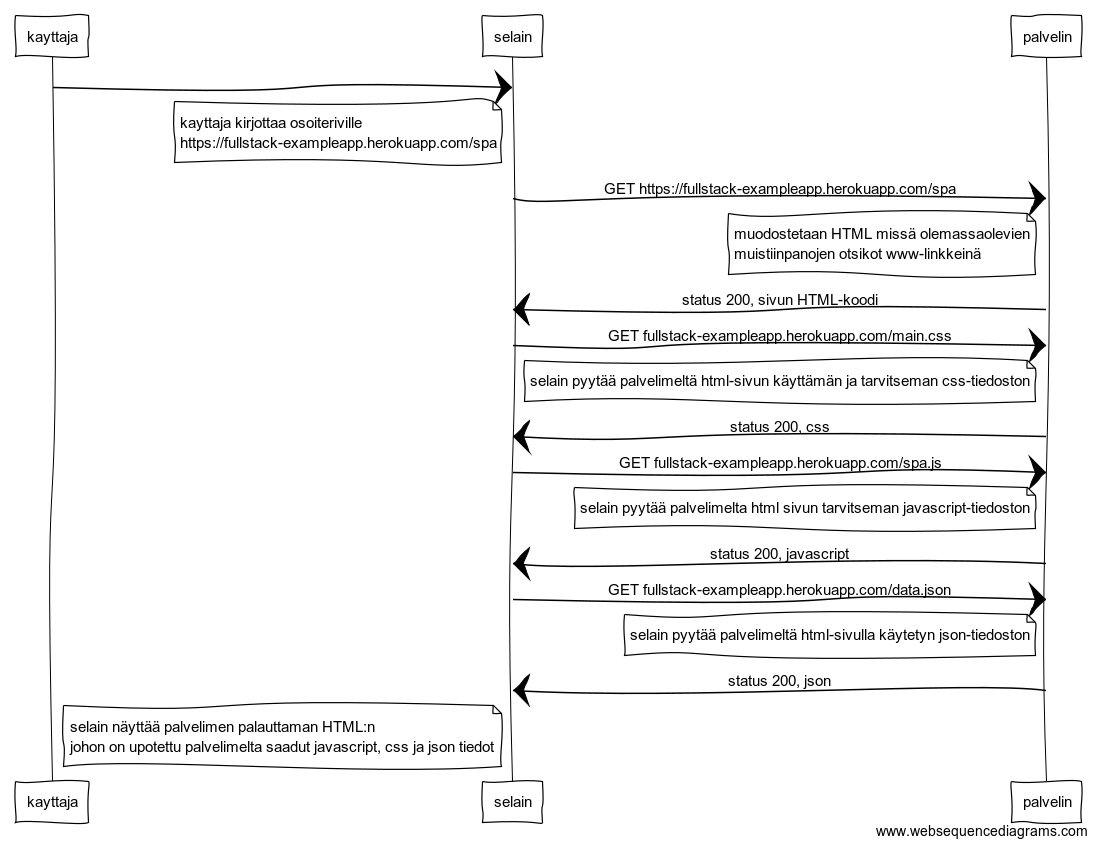 kayttaja
selain
palvelin
kayttaja kirjottaa osoiteriville
https://fullstack-exampleapp.herokuapp.com/spa
GET https://fullstack-exampleapp.herokuapp.com/spa
muodostetaan HTML missä olemassaolevien
muistiinpanojen otsikot www-linkkeinä
status 200, sivun HTML-koodi
GET fullstack-exampleapp.herokuapp.com/main.css
selain pyytää palvelimeltä html-sivun käyttämän ja tarvitseman css-tiedoston
status 200, css
GET fullstack-exampleapp.herokuapp.com/spa.js
selain pyytää palvelimelta html sivun tarvitseman javascript-tiedoston
status 200, javascript
GET fullstack-exampleapp.herokuapp.com/data.json
selain pyytää palvelimeltä html-sivulla käytetyn json-tiedoston
status 200, json
selain näyttää palvelimen palauttaman HTML:n
johon on upotettu palvelimelta saadut javascript, css ja json tiedot
kayttaja
selain
palvelin
www.websequencediagrams.com